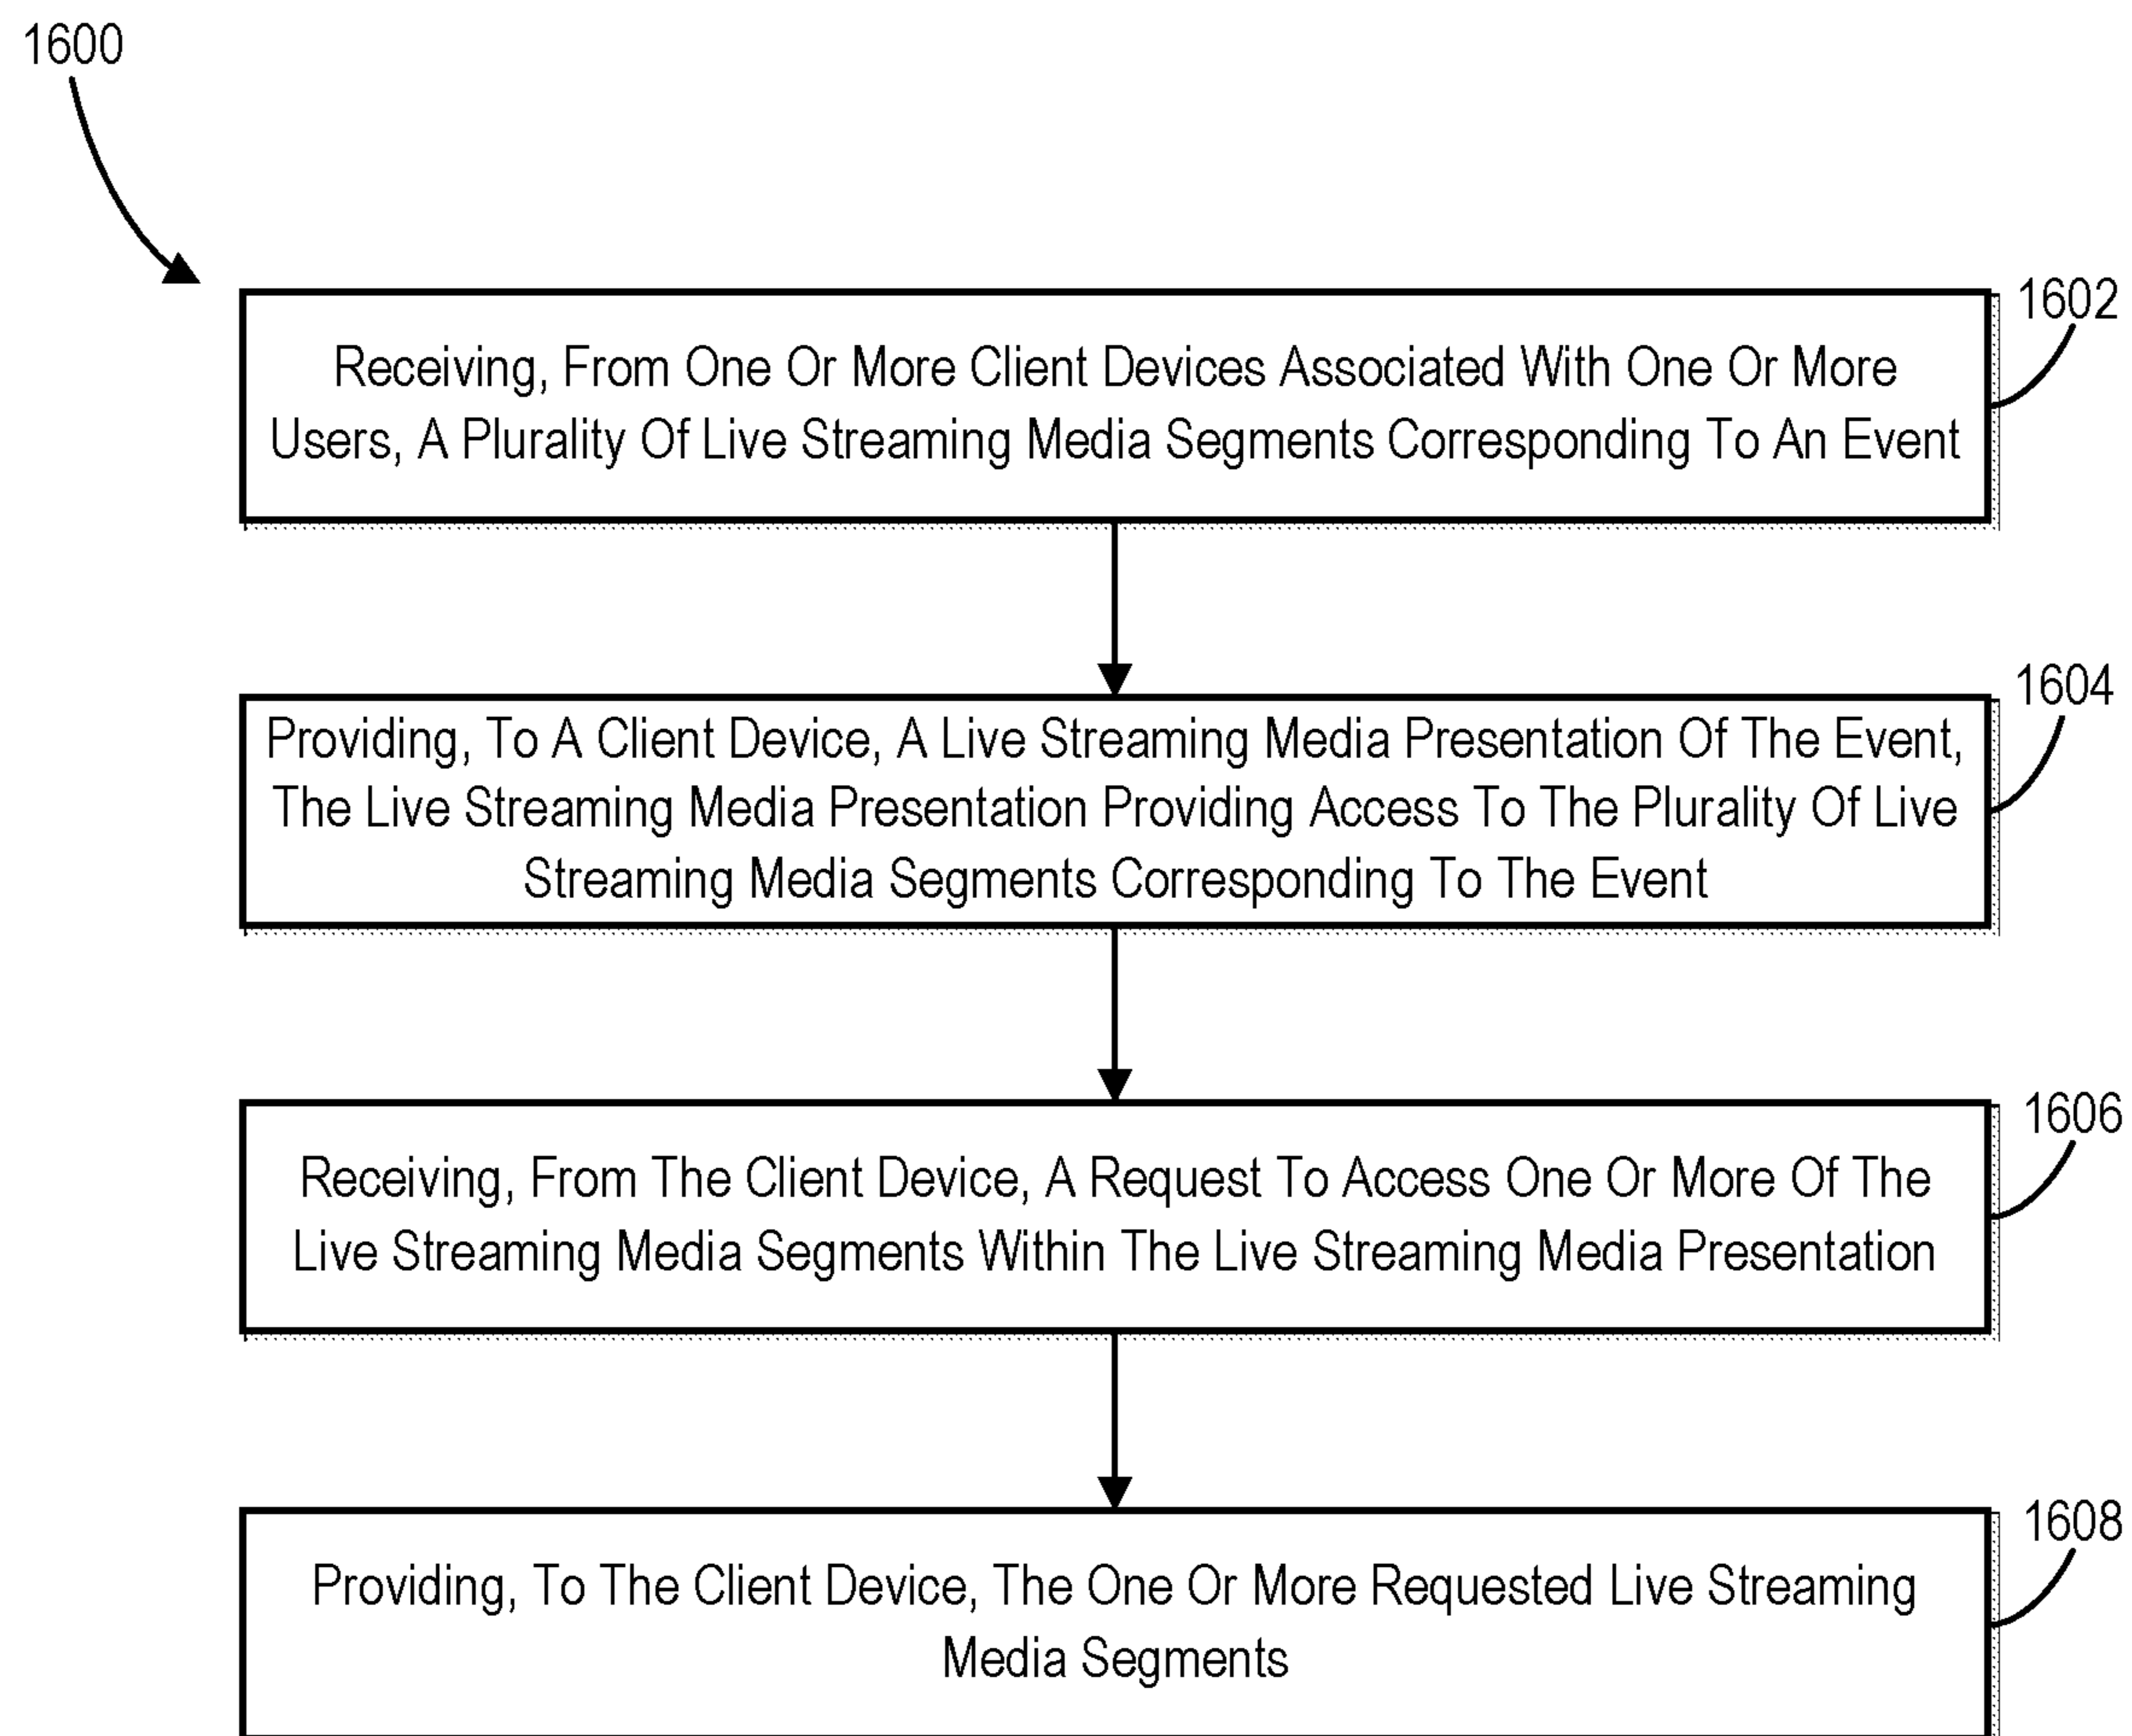 1600
1602
Receiving, From One Or More Client Devices Associated With One Or More
Users, A Plurality Of Live Streaming Media Segments Corresponding To An Event
1604
Providing, To A Client Device, A Live Streaming Media Presentation Of The Event,
The Live Streaming Media Presentation Providing Access To The Plurality Of Live
Streaming Media Segments Corresponding To The Event
1606
Receiving, From The Client Device, A Request To Access One Or More Of The
Live Streaming Media Segments Within The Live Streaming Media Presentation
1608
Providing, To The Client Device, The One Or More Requested Live Streaming
Media Segments